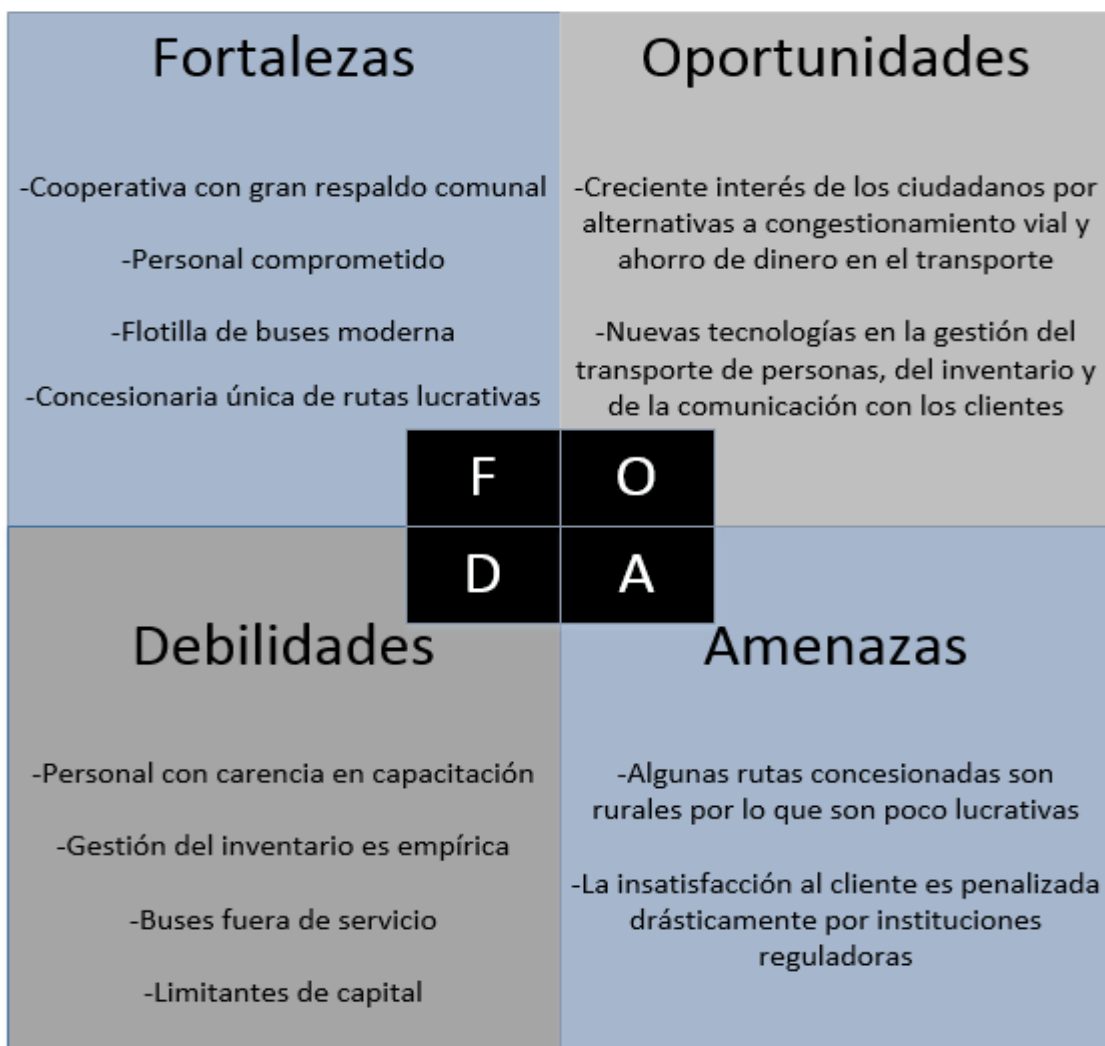 Fortalezas
-Cooperativa con gran respaldo comunal
-Personal comprometido
-Flotilla de buses moderna
-Concesionaria única de rutas lucrativas
Oportunidades
-Creciente interés de los ciudadanos por
alternativas a congestionamiento vial y
ahorro de dinero en el transporte
-Nuevas tecnologías en la gestión del
transporte de personas, del inventario y
de la comunicación con los clientes
F
O
D
A
Debilidades
-Personal con carencia en capacitación
-Gestión del inventario es empírica
-Buses fuera de servicio
-Limitantes de capital
Amenazas
-Algunas rutas concesionadas son
rurales por lo que son poco lucrativas
-La insatisfacción al cliente es penalizada
drásticamente por instituciones
reguladoras